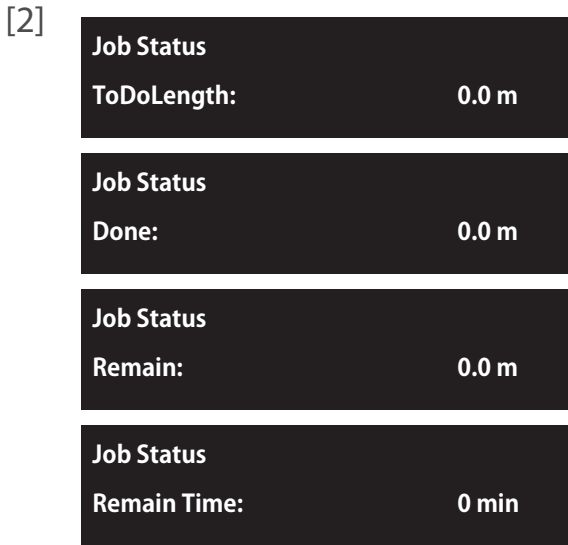 [2]
Job Status
ToDoLength: 0.0 m
Job Status
Done: 0.0 m
Job Status
Remain: 0.0 m
Job Status
Remain Time: 0 min